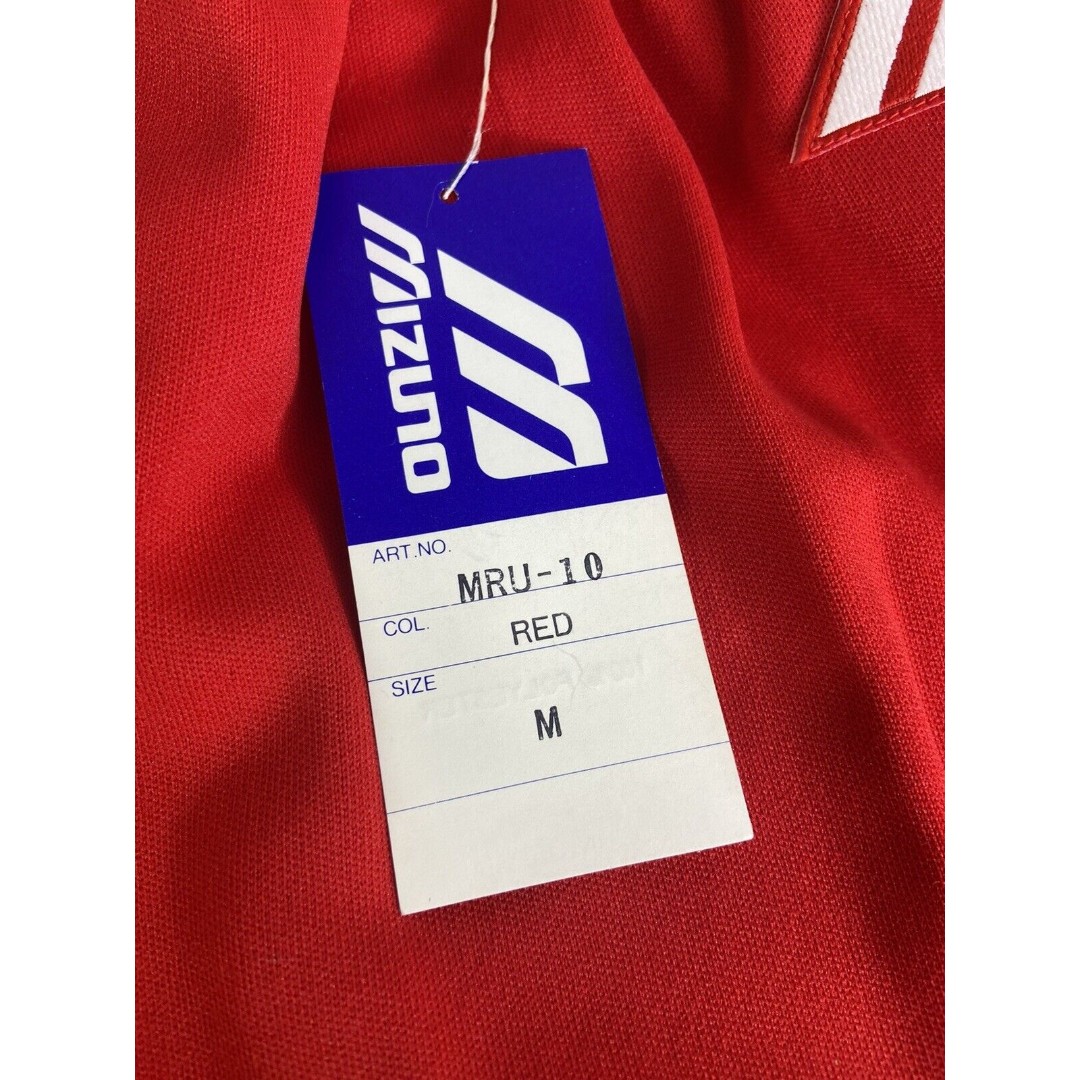 MIZUNO
ART.NO.
MRU-10
COL.
RED
SIZE
M